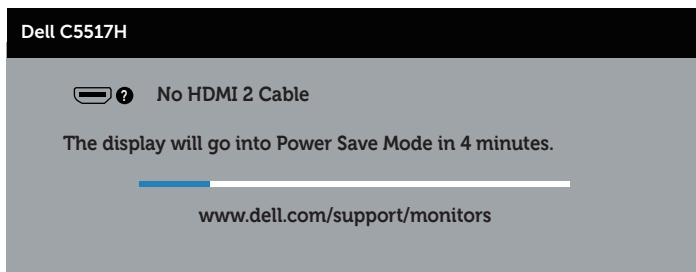 Dell C5517H
? No HDMI 2 Cable
The display will go into Power Save Mode in 4 minutes.
www.dell.com/support/monitors